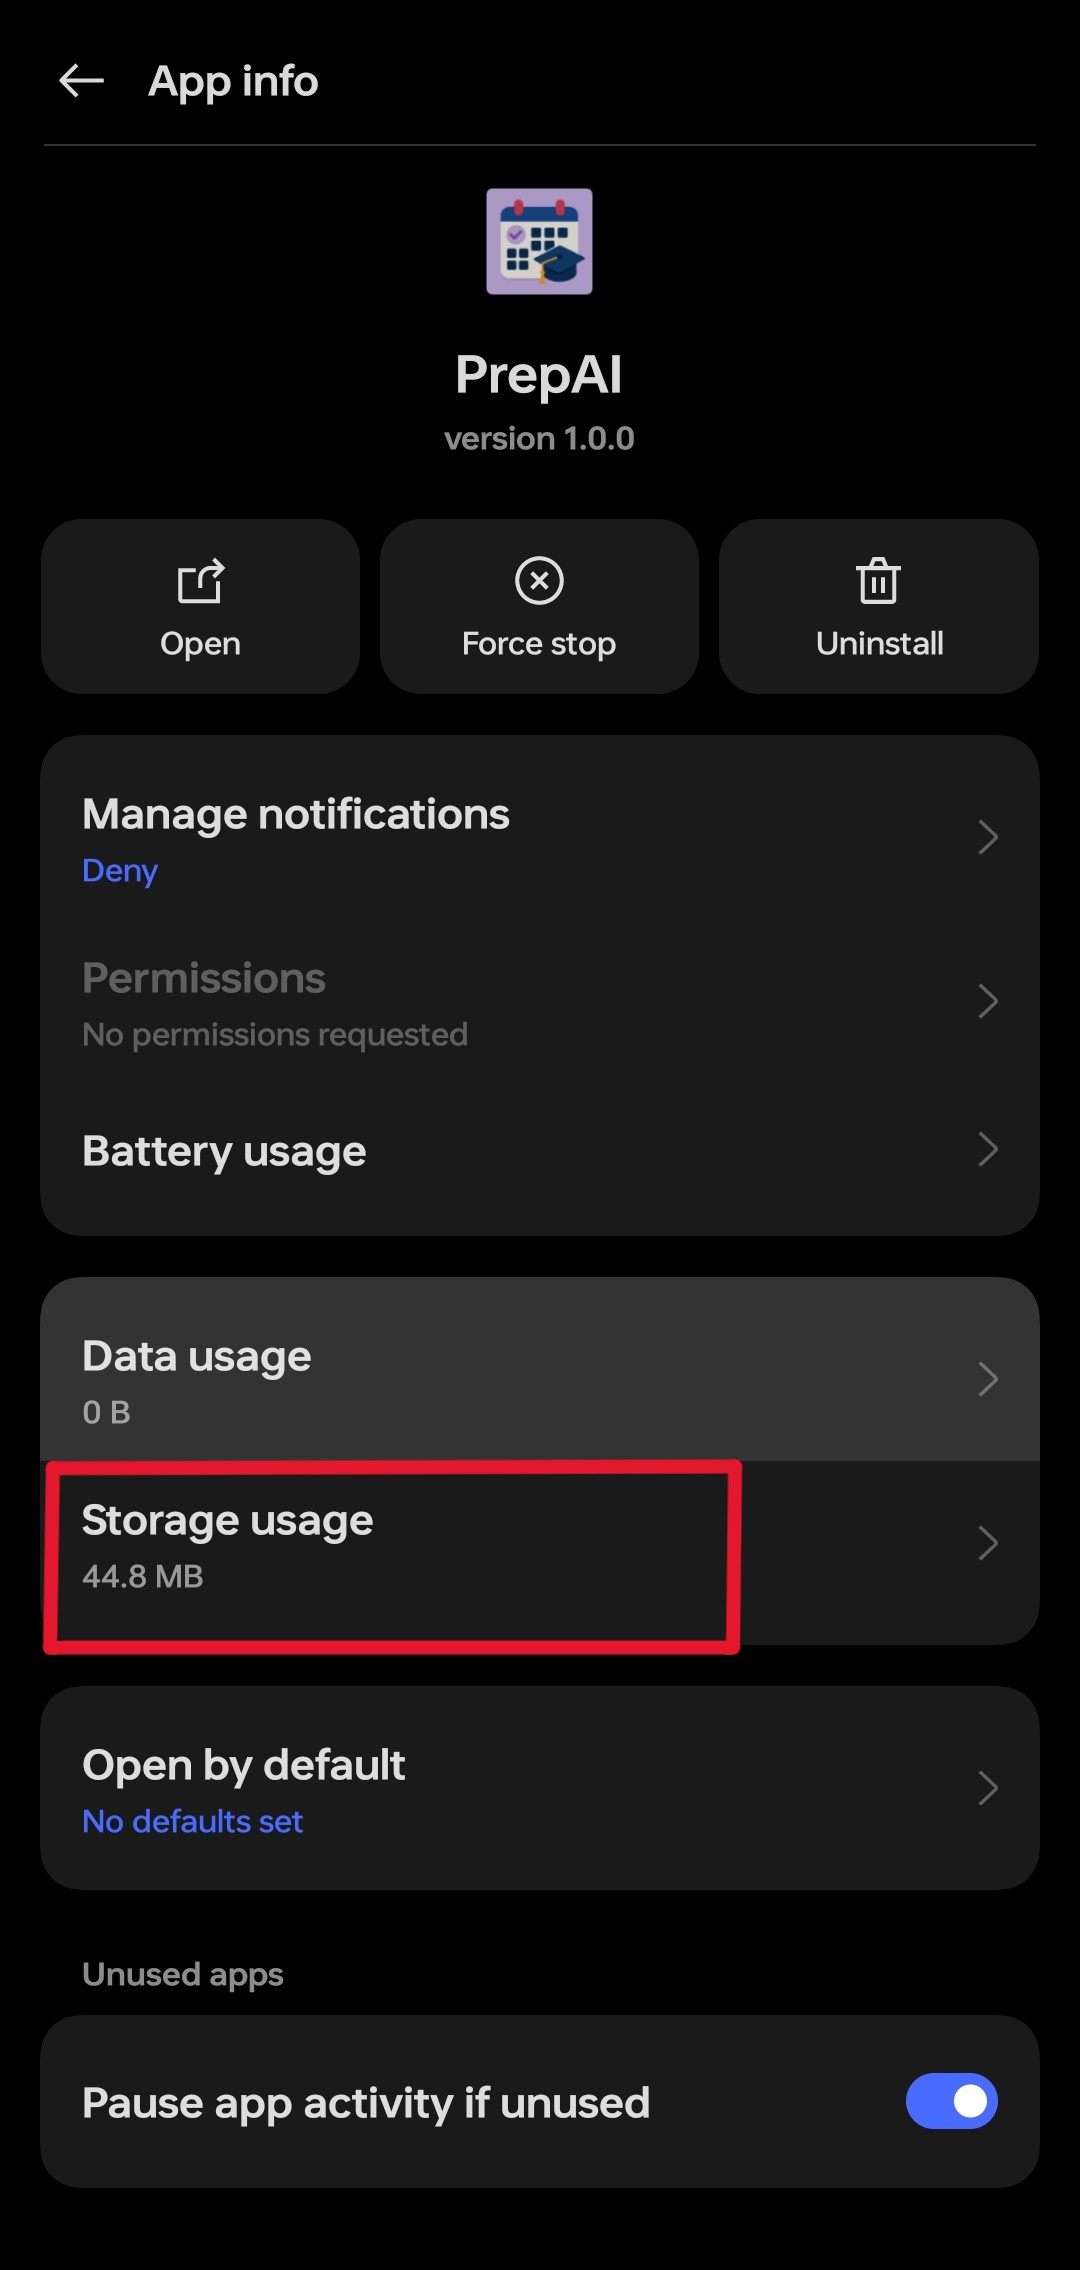 App info
PrepAI
version 1.0.0
Open
Force stop
Uninstall
Manage notifications
Deny
Permissions
No permissions requested
Battery usage
Data usage
0 B
Storage usage
44.8 MB
Open by default
No defaults set
Unused apps
Pause app activity if unused